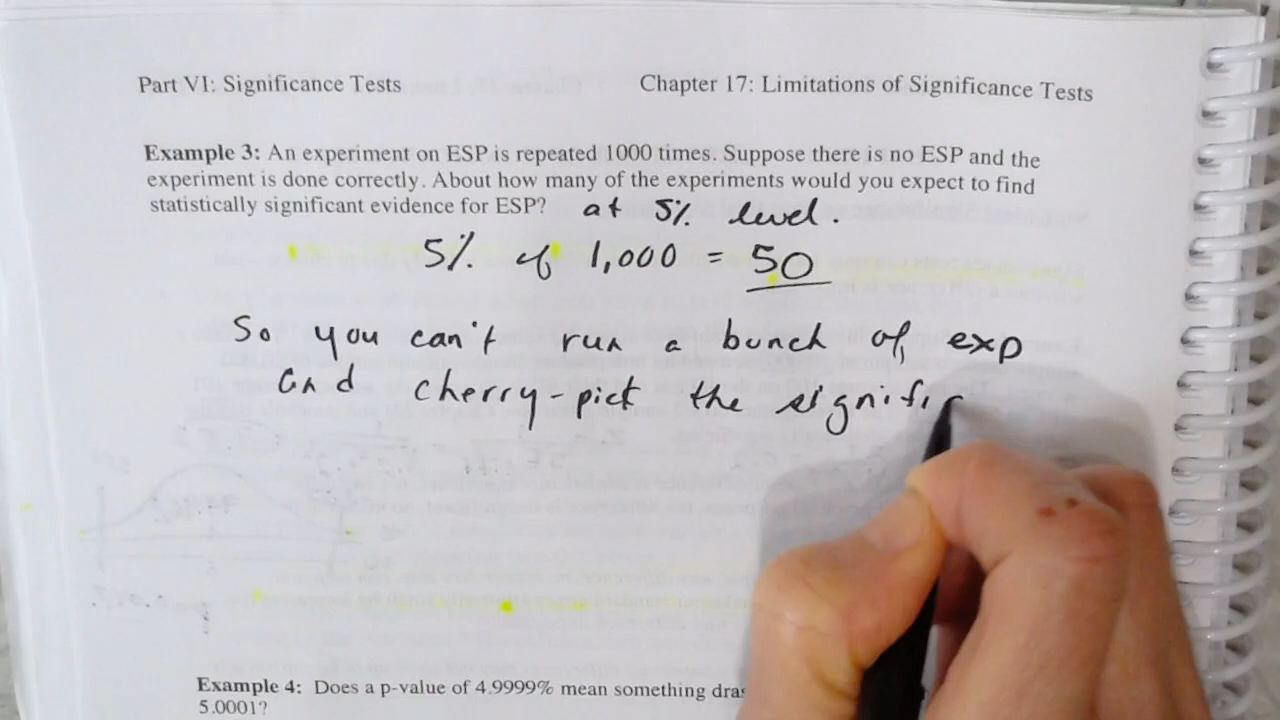 Part VI: Significance Tests
Chapter 17: Limitations of Significance Tests
Example 3: An experiment on ESP is repeated 1000 times. Suppose there is no ESP and the
experiment is done correctly. About how many of the experiments would you expect to find
statistically significant evidence for ESP? at 5% level.
5% of 1,000 = 50
So you can't run a bunch of exp
and cherry-pick the signific
Example 4: Does a p-value of 4.9999% mean something
5.0001?